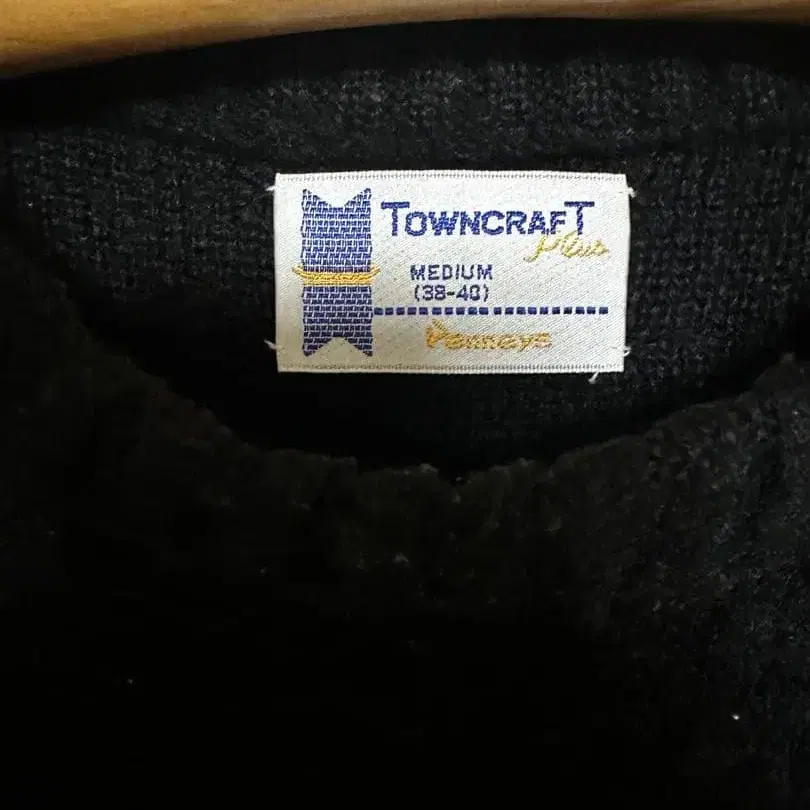 TOWNCRAFT
Plus
MEDIUM
(38-40)
Penneys